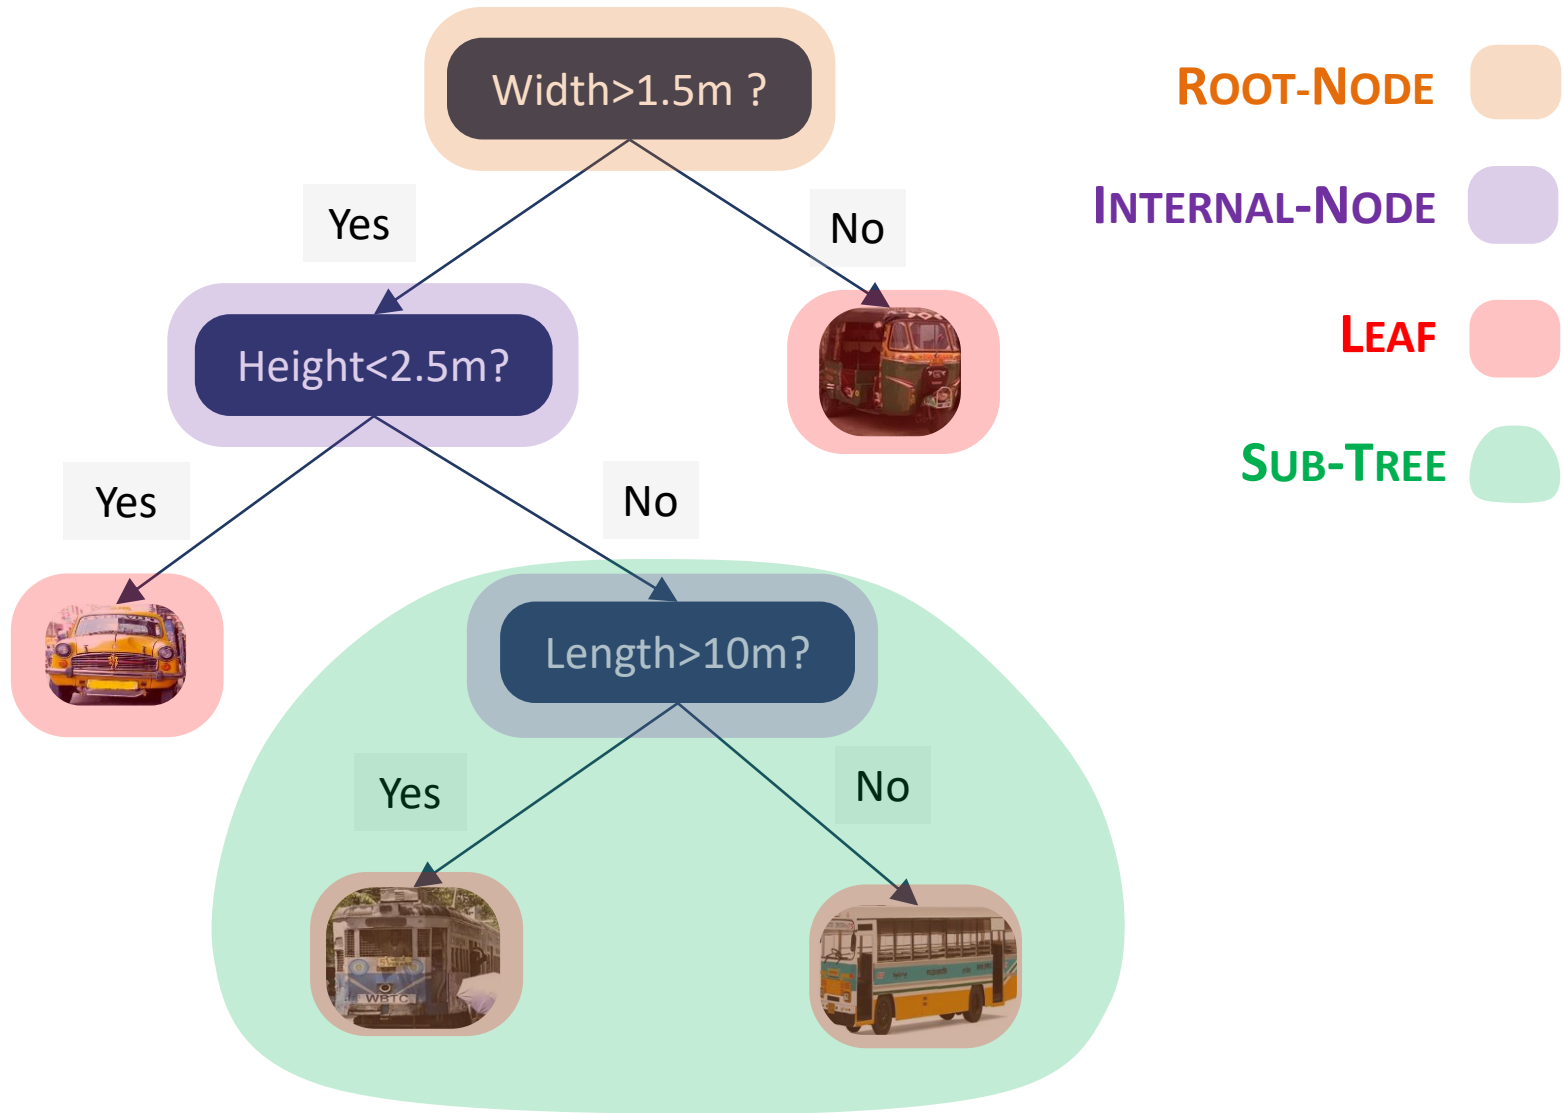 Width>1.5m ?
ROOT-NODE
INTERNAL-NODE
Yes
No
LEAF
Height<2.5m?
SUB-TREE
Yes
No
Length>10m?
Yes
No
WBTC